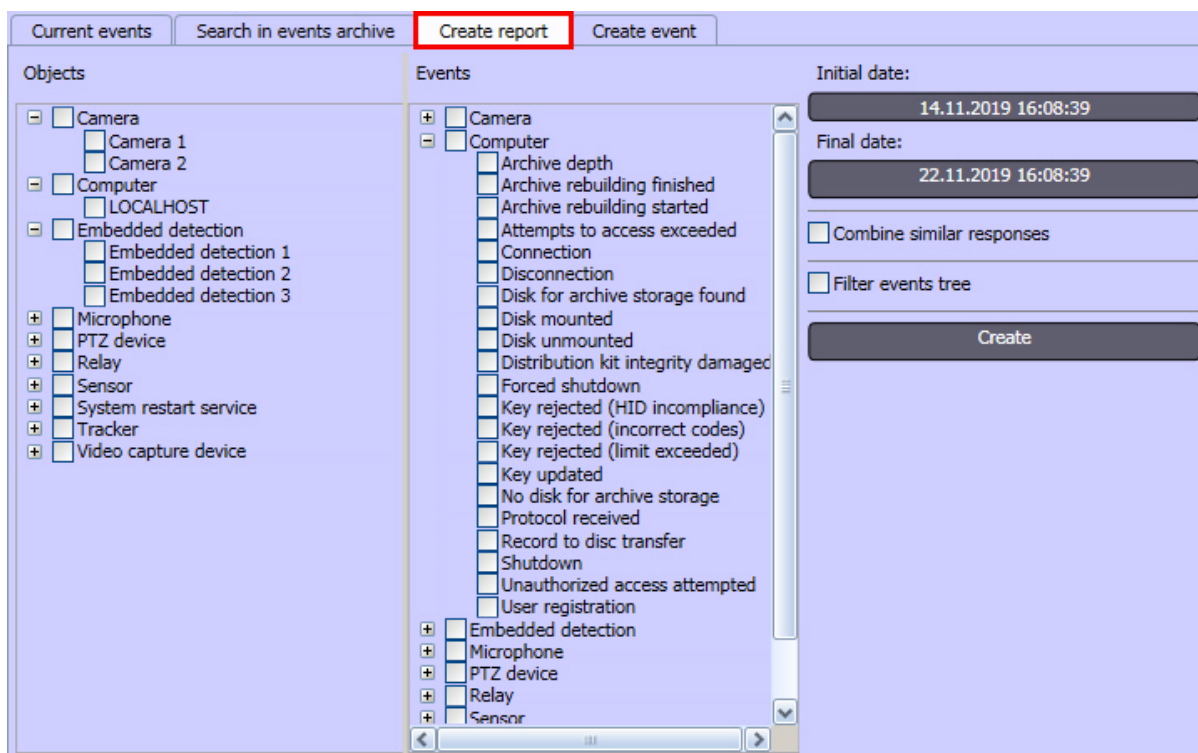 Current events
Search in events archive
Create report
Create event
Objects
Camera
Camera 1
Camera 2
Computer
LOCALHOST
Embedded detection
Embedded detection 1
Embedded detection 2
Embedded detection 3
Microphone
PTZ device
Relay
Sensor
System restart service
Tracker
Video capture device
Events
Camera
Computer
Archive depth
Archive rebuilding finished
Archive rebuilding started
Attempts to access exceeded
Connection
Disconnection
Disk for archive storage found
Disk mounted
Disk unmounted
Distribution kit integrity damaged
Forced shutdown
Key rejected (HID incompliance)
Key rejected (incorrect codes)
Key rejected (limit exceeded)
Key updated
No disk for archive storage
Protocol received
Record to disc transfer
Shutdown
Unauthorized access attempted
User registration
Embedded detection
Microphone
PTZ device
Relay
Sensor
Initial date:
14.11.2019 16:08:39
Final date:
22.11.2019 16:08:39
Combine similar responses
Filter events tree
Create